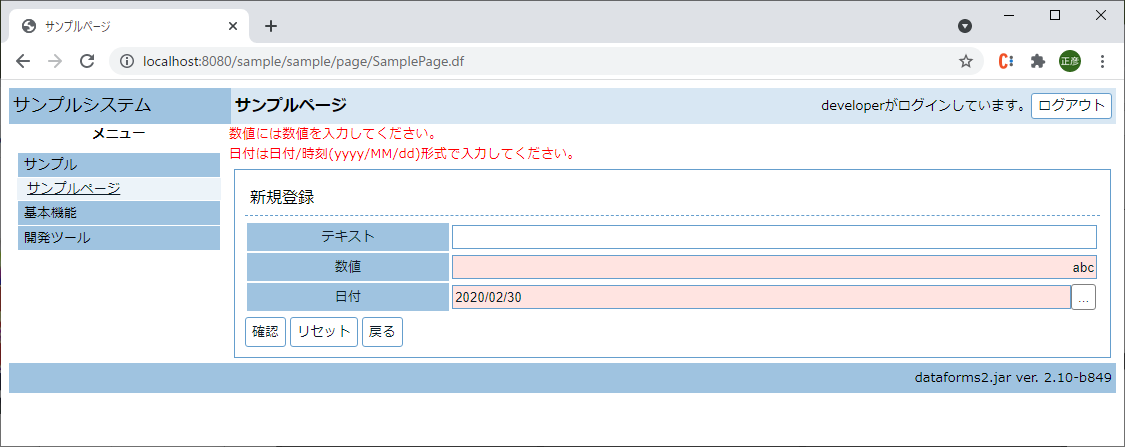 サンプルページ
localhost:8080/sample/sample/page/SamplePage.df
正彦
サンプルシステム
サンプルページ
developerがログインしています。
ログアウト
メニュー
数値には数値を入力してください。
日付は日付/時刻(yyyy/MM/dd)形式で入力してください。
サンプル
サンプルページ
基本機能
開発ツール
新規登録
テキスト
数値
abc
日付
2020/02/30
...
確認
リセット
戻る
dataforms2.jar ver. 2.10-b849